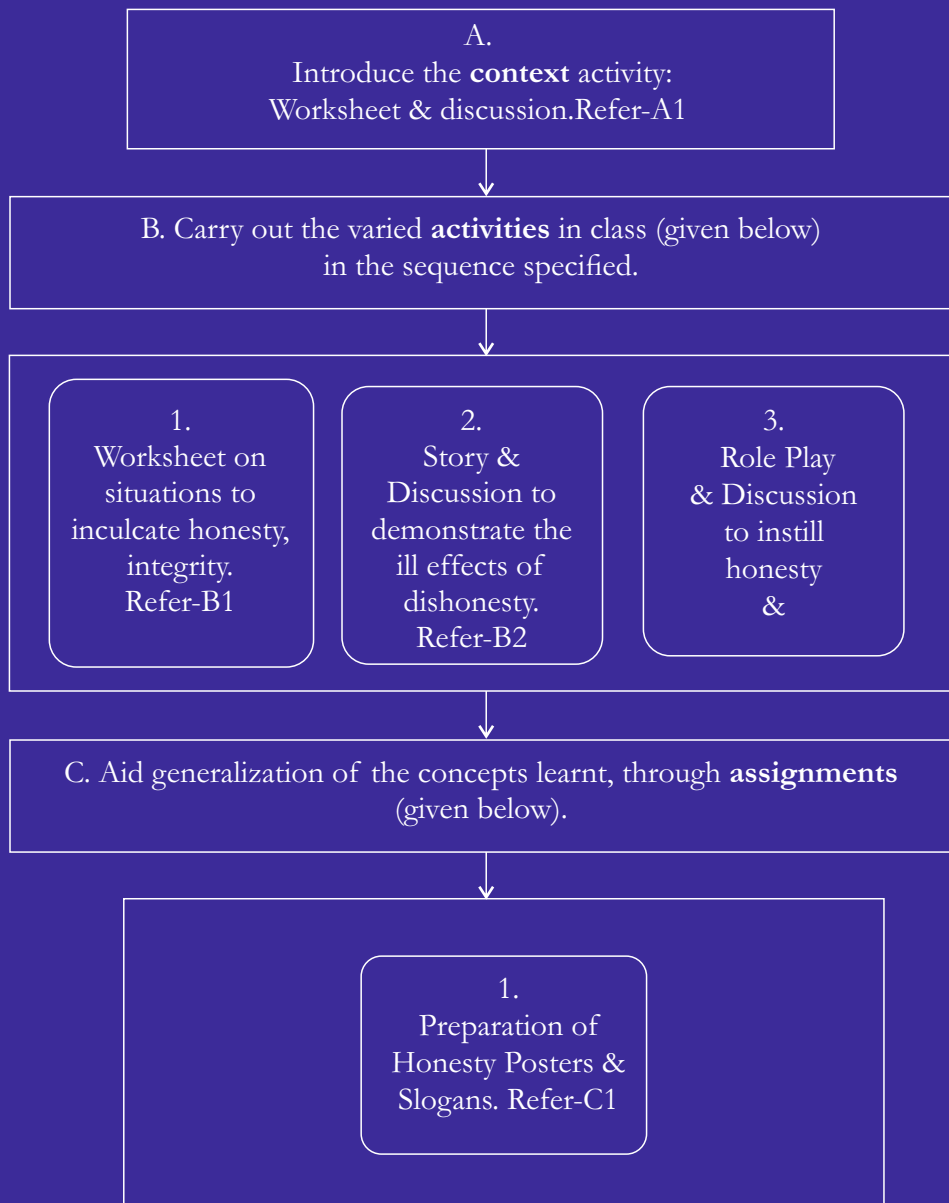 A.
Introduce the context activity:
Worksheet & discussion.Refer-A1
B. Carry out the varied activities in class (given below)
in the sequence specified.
1.
Worksheet on
situations to
inculcate honesty,
integrity.
Refer-B1
2.
Story &
Discussion to
demonstrate the
ill effects of
dishonesty.
Refer-B2
3.
Role Play
& Discussion
to instill
honesty
&
C. Aid generalization of the concepts learnt, through assignments
(given below).
1.
Preparation of
Honesty Posters &
Slogans. Refer-C1